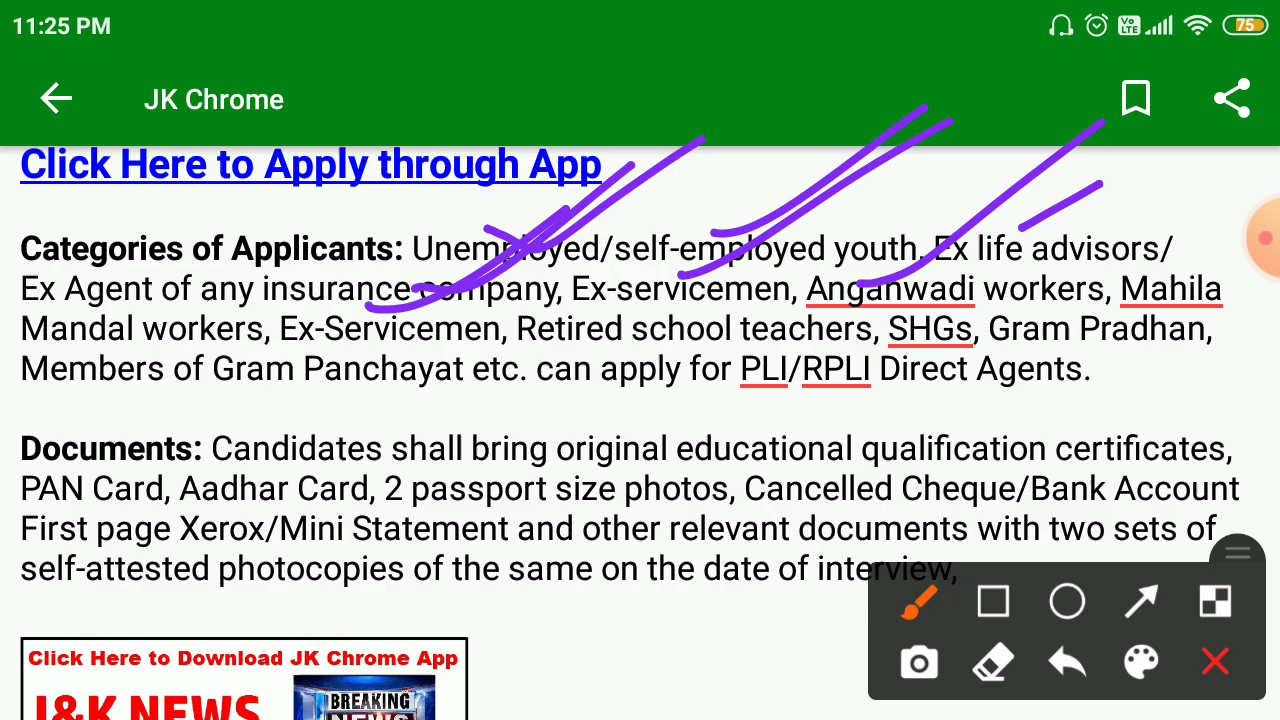 11:25 PM
Vo LTE
75
JK Chrome
Click Here to Apply through App
Categories of Applicants: Unemployed/self-employed youth. Ex life advisors/
Ex Agent of any insurance company, Ex-servicemen, Anganwadi workers, Mahila
Mandal workers, Ex-Servicemen, Retired school teachers, SHGs, Gram Pradhan,
Members of Gram Panchayat etc. can apply for PLI/RPLI Direct Agents.
Documents: Candidates shall bring original educational qualification certificates,
PAN Card, Aadhar Card, 2 passport size photos, Cancelled Cheque/Bank Account
First page Xerox/Mini Statement and other relevant documents with two sets of
self-attested photocopies of the same on the date of interview,
Click Here to Download JK Chrome App
J&K NEWS
BREAKING
NEWS